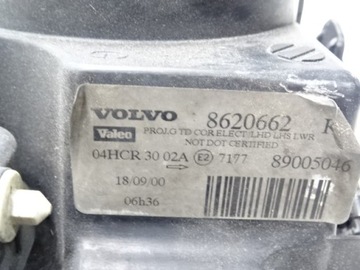 VOLVO 8620662 R
Valeo PROJ.G TD COR.ELECT/LHD LHS LWR
NOT DOT CERTIFIED
04HCR 30 02A E2 7177 89005046
18/09/00
06h36